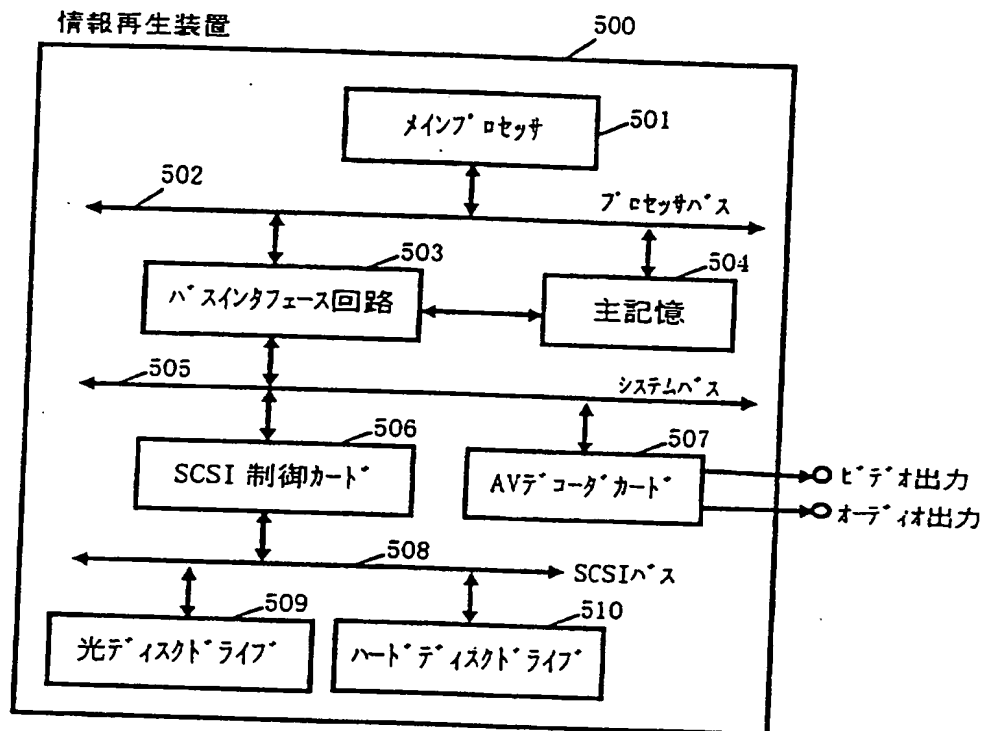 情報再生装置
500
メインプロセッサ
501
502
プロセッサバス
503
バスインタフェース回路
504
主記憶
505
システムバス
506
SCSI 制御カード
507
AVデコーダカード
ビデオ出力
オーディオ出力
508
SCSIバス
509
光ディスクドライブ
510
ハードディスクドライブ